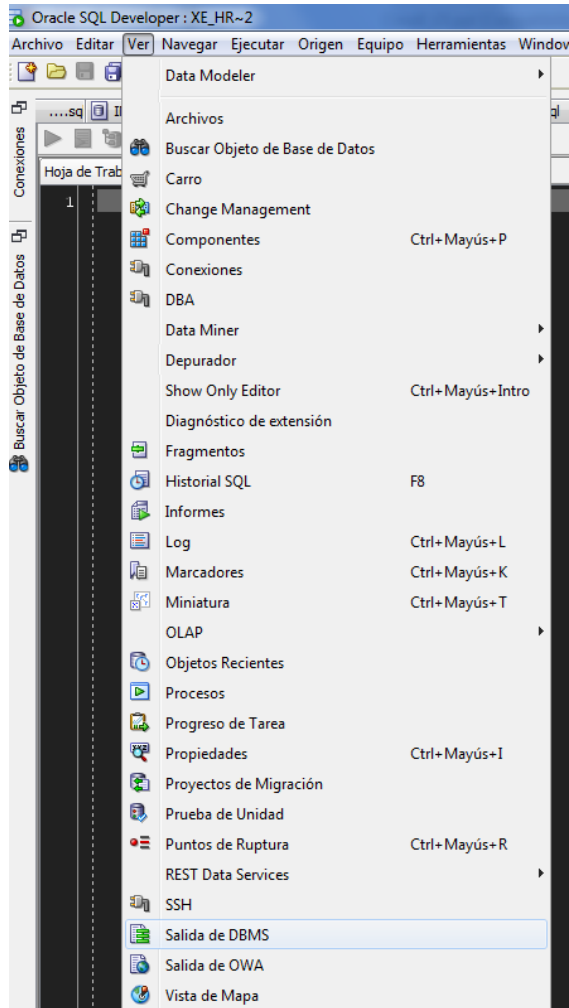 Oracle SQL Developer : XE_HR~2
Archivo Editar Ver Navegar Ejecutar Origen Equipo Herramientas Window
....sq
Hoja de Trab
1
Conexiones
Buscar Objeto de Base de Datos
Data Modeler
Archivos
Buscar Objeto de Base de Datos
Carro
Change Management
Componentes Ctrl+Mayús+P
Conexiones
DBA
Data Miner
Depurador
Show Only Editor Ctrl+Mayús+Intro
Diagnóstico de extensión
Fragmentos
Historial SQL F8
Informes
Log Ctrl+Mayús+L
Marcadores Ctrl+Mayús+K
Miniatura Ctrl+Mayús+T
OLAP
Objetos Recientes
Procesos
Progreso de Tarea
Propiedades Ctrl+Mayús+I
Proyectos de Migración
Prueba de Unidad
Puntos de Ruptura Ctrl+Mayús+R
REST Data Services
SSH
Salida de DBMS
Salida de OWA
Vista de Mapa